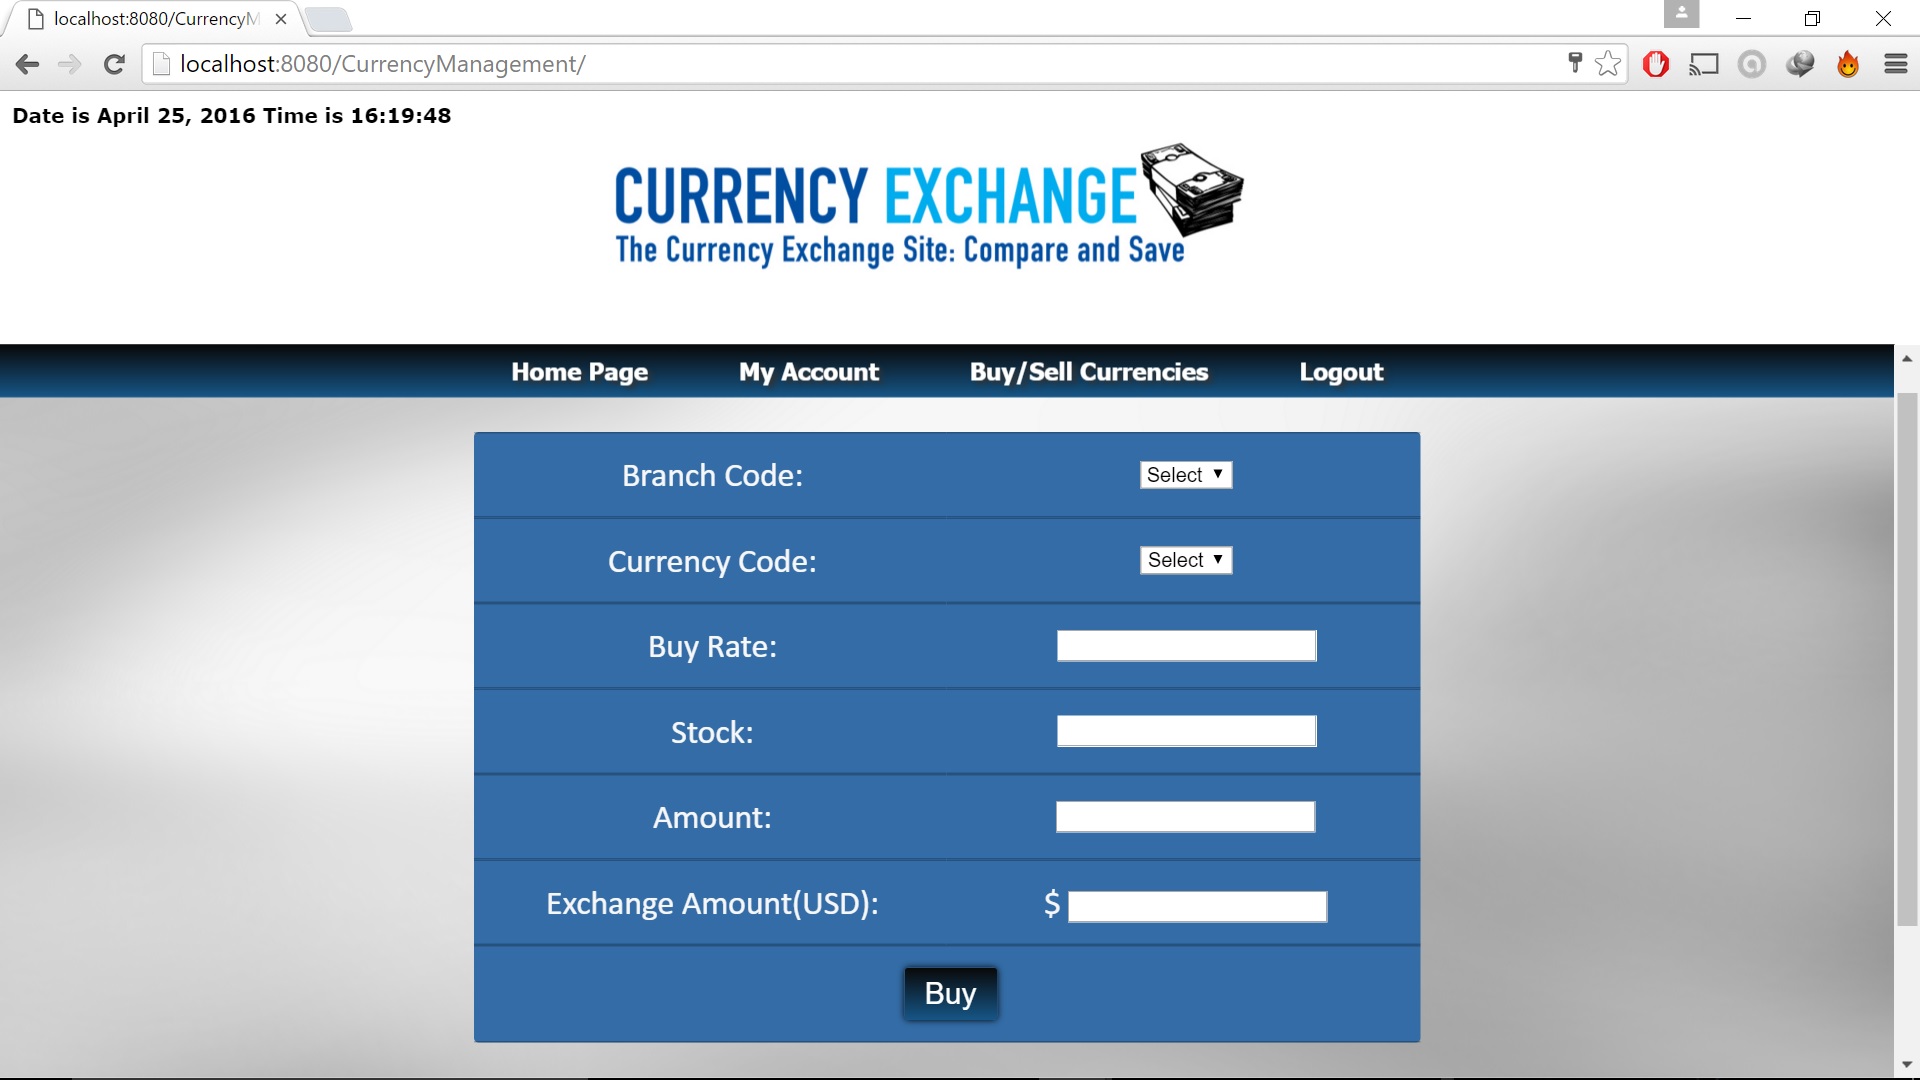 localhost:8080/CurrencyM
localhost:8080/CurrencyManagement/
Date is April 25, 2016 Time is 16:19:48
CURRENCY EXCHANGE
The Currency Exchange Site: Compare and Save
Home Page My Account Buy/Sell Currencies Logout
Branch Code: Select
Currency Code: Select
Buy Rate:
Stock:
Amount:
Exchange Amount(USD): $
Buy